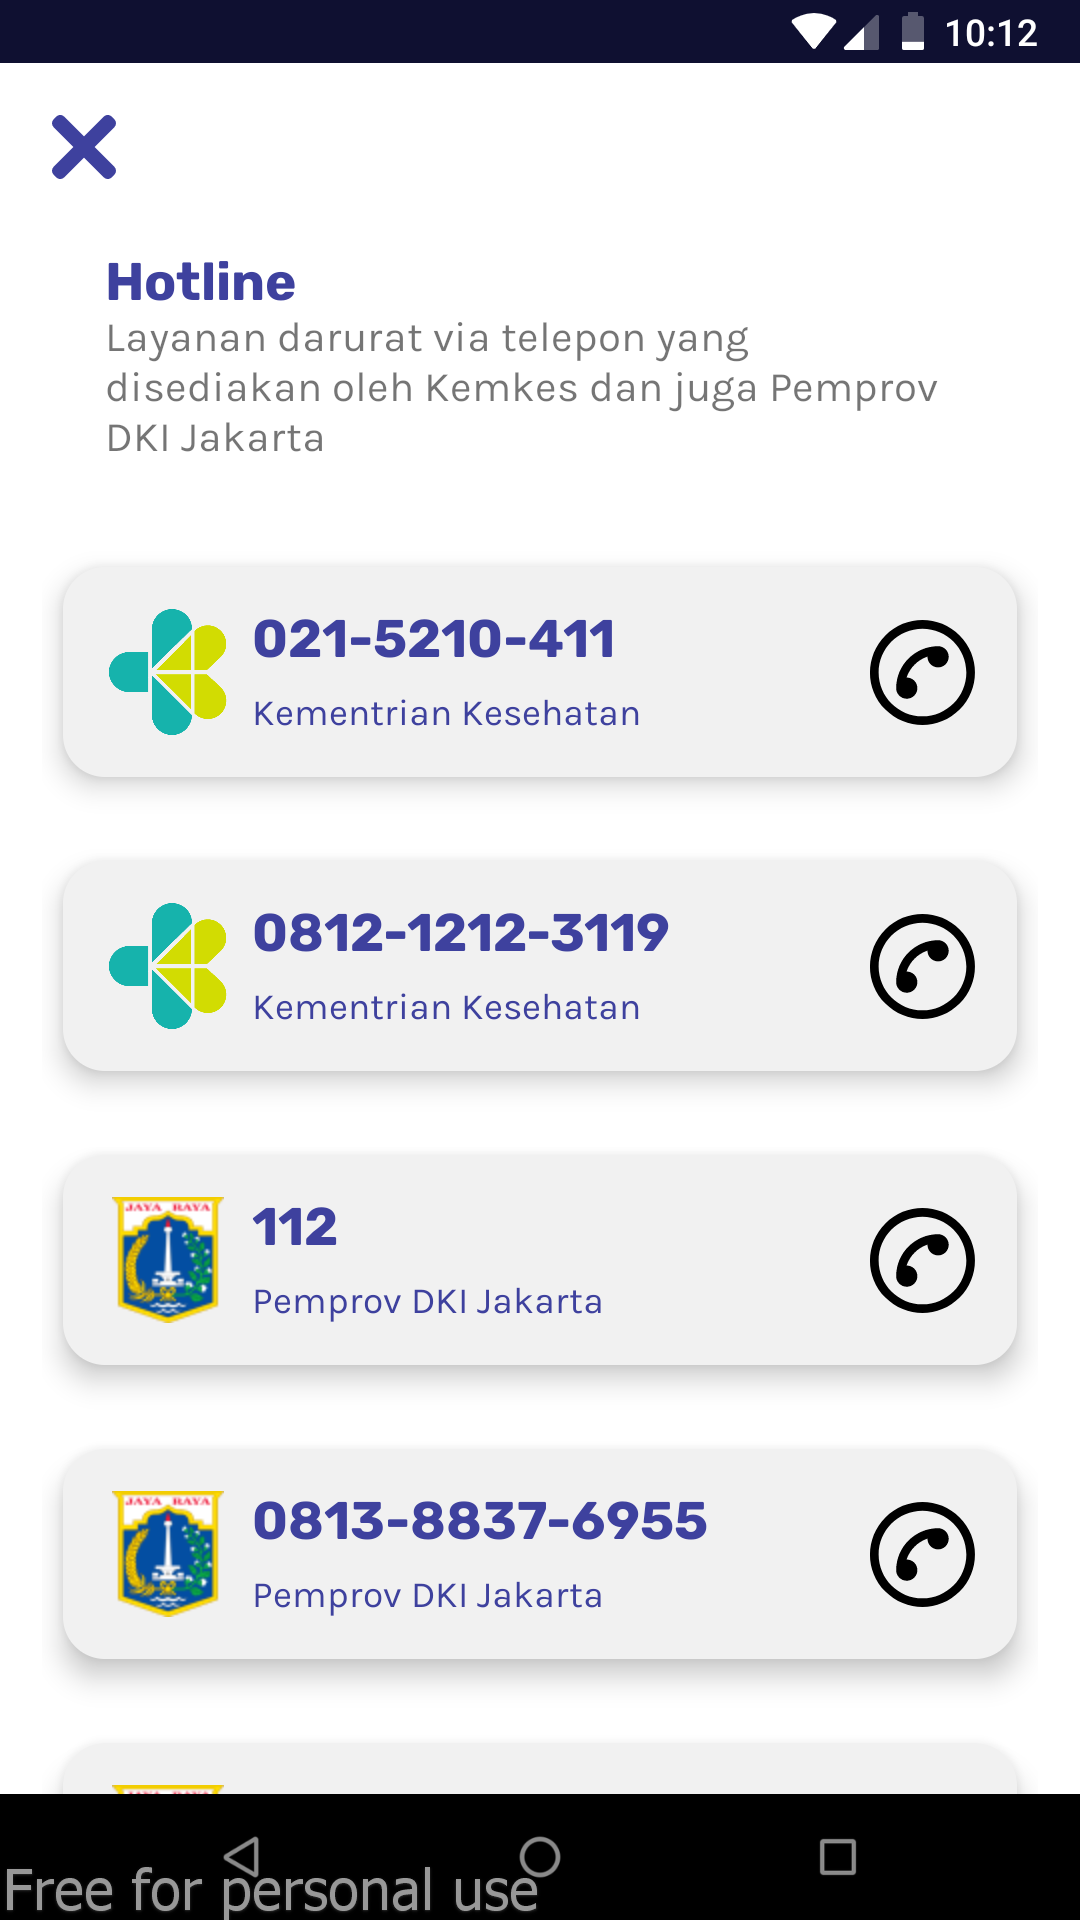 10:12
Hotline
Layanan darurat via telepon yang
disediakan oleh Kemkes dan juga Pemprov
DKI Jakarta
021-5210-411
Kementrian Kesehatan
0812-1212-3119
Kementrian Kesehatan
JAYA RAYA
112
Pemprov DKI Jakarta
JAYA RAYA
0813-8837-6955
Pemprov DKI Jakarta
Free for personal use